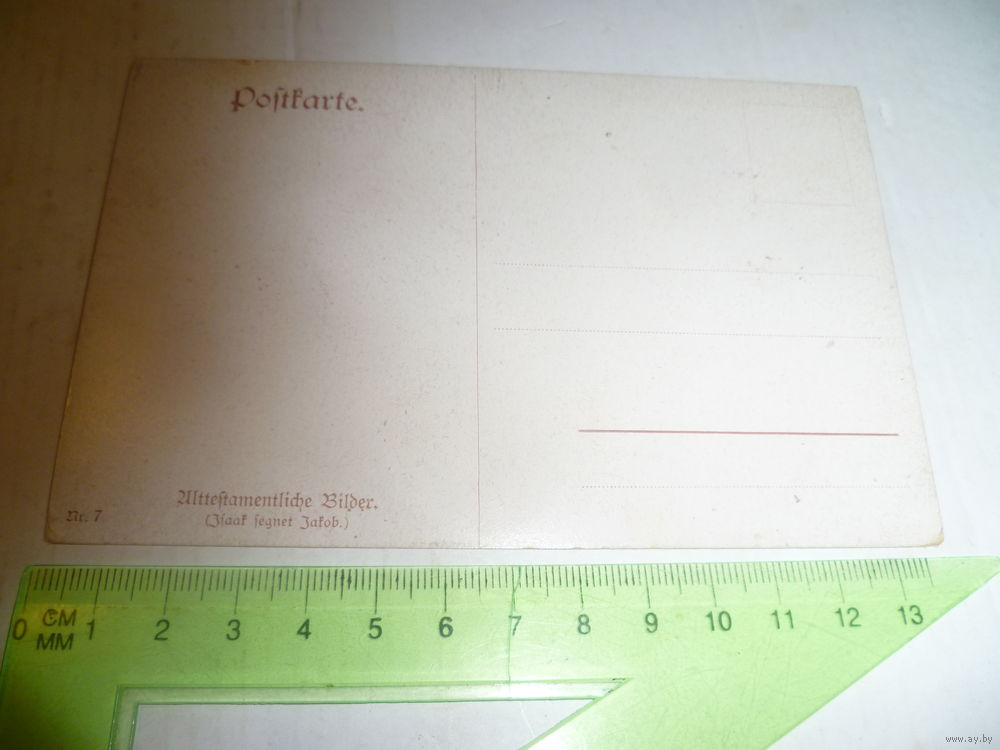 Poſtkarte.
Altteſtamentliche Bilder.
(Iſaak ſegnet Jakob.)
Nr. 7
0 1 2 3 4 5 6 7 8 9 10 11 12 13
CM
MM
www.ay.by